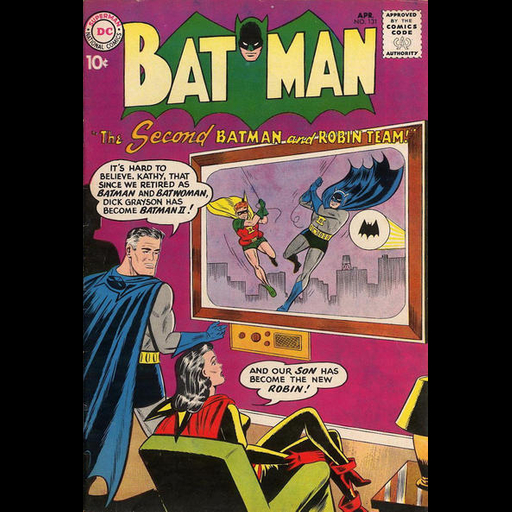 SUPERMAN
DC
NATIONAL COMICS
10¢
APR.
NO. 131
APPROVED
BY THE
COMICS
CODE
CA
AUTHORITY
BATMAN
"The Second BATMAN and ROBIN TEAM!"
IT'S HARD TO
BELIEVE, KATHY, THAT
SINCE WE RETIRED AS
BATMAN AND BATWOMAN,
DICK GRAYSON HAS
BECOME BATMAN II!
AND OUR SON HAS
BECOME THE NEW
ROBIN!